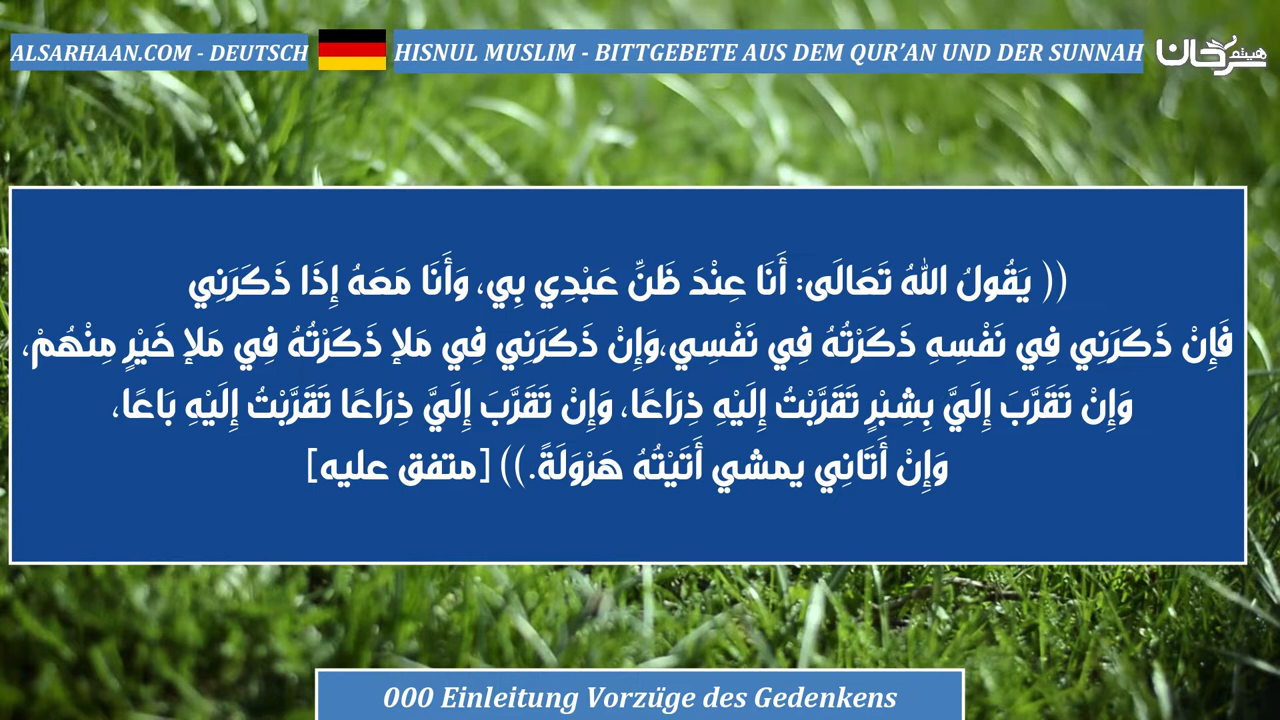 ALSARHAAN.COM - DEUTSCH
HISNUL MUSLIM - BITTGEBETE AUS DEM QUR’AN UND DER SUNNAH
هيثم سرحان
(( يَقُولُ اللهُ تَعَالَى: أَنَا عِنْدَ ظَنِّ عَبْدِي بِي، وَأَنَا مَعَهُ إِذَا ذَكَرَنِي
فَإِنْ ذَكَرَنِي فِي نَفْسِهِ ذَكَرْتُهُ فِي نَفْسِي،وَإِنْ ذَكَرَنِي فِي مَلإ ذَكَرْتُهُ فِي مَلإ خَيْرٍ مِنْهُمْ،
وَإِنْ تَقَرَّبَ إِلَيَّ بِشِبْرٍ تَقَرَّبْتُ إِلَيْهِ ذِرَاعًا، وَإِنْ تَقَرَّبَ إِلَيَّ ذِرَاعًا تَقَرَّبْتُ إِلَيْهِ بَاعًا،
وَإِنْ أَتَانِي يمشي أَتَيْتُهُ هَرْوَلَةً.)) [متفق عليه]
000 Einleitung Vorzüge des Gedenkens